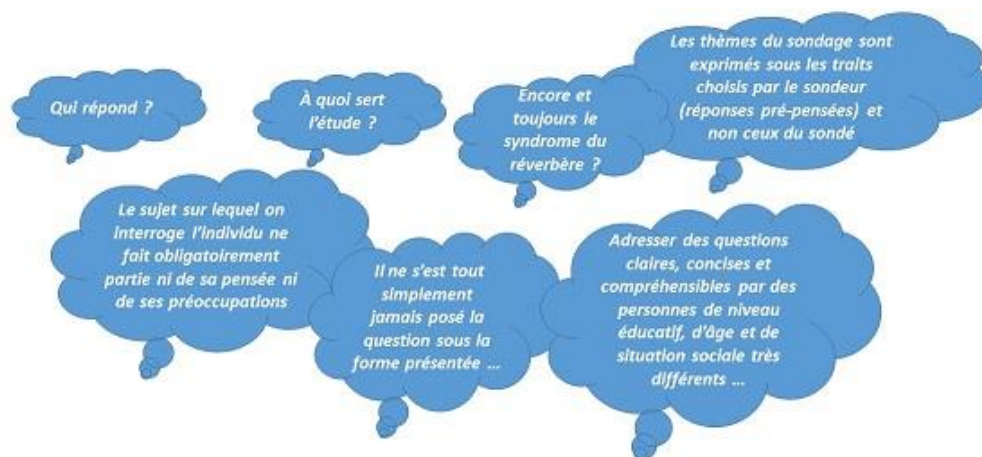 Qui répond ?
À quoi sert
l'étude ?
Encore et
toujours le
syndrome du
réverbère ?
Les thèmes du sondage sont
exprimés sous les traits
choisis par le sondeur
(réponses pré-pensées) et
non ceux du sondé
Le sujet sur lequel on
interroge l'individu ne
fait obligatoirement
partie ni de sa pensée ni
de ses préoccupations
Il ne s'est tout
simplement
jamais posé la
question sous la
forme présentée ...
Adresser des questions
claires, concises et
compréhensibles par des
personnes de niveau
éducatif, d'âge et de
situation sociale très
différents ...